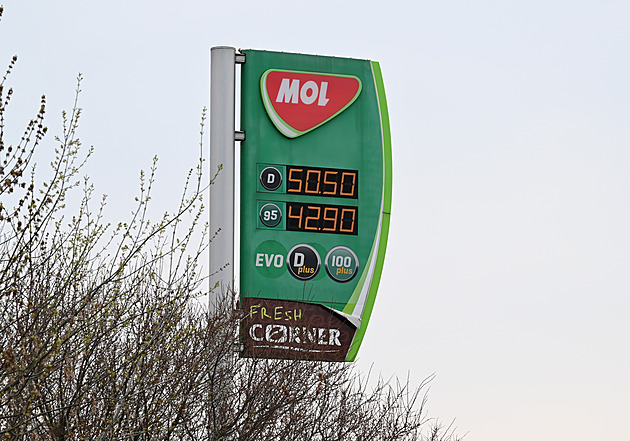 MOL
D 50.50
95 42.90
EVO D plus 100 plus
FRESH
CORNER